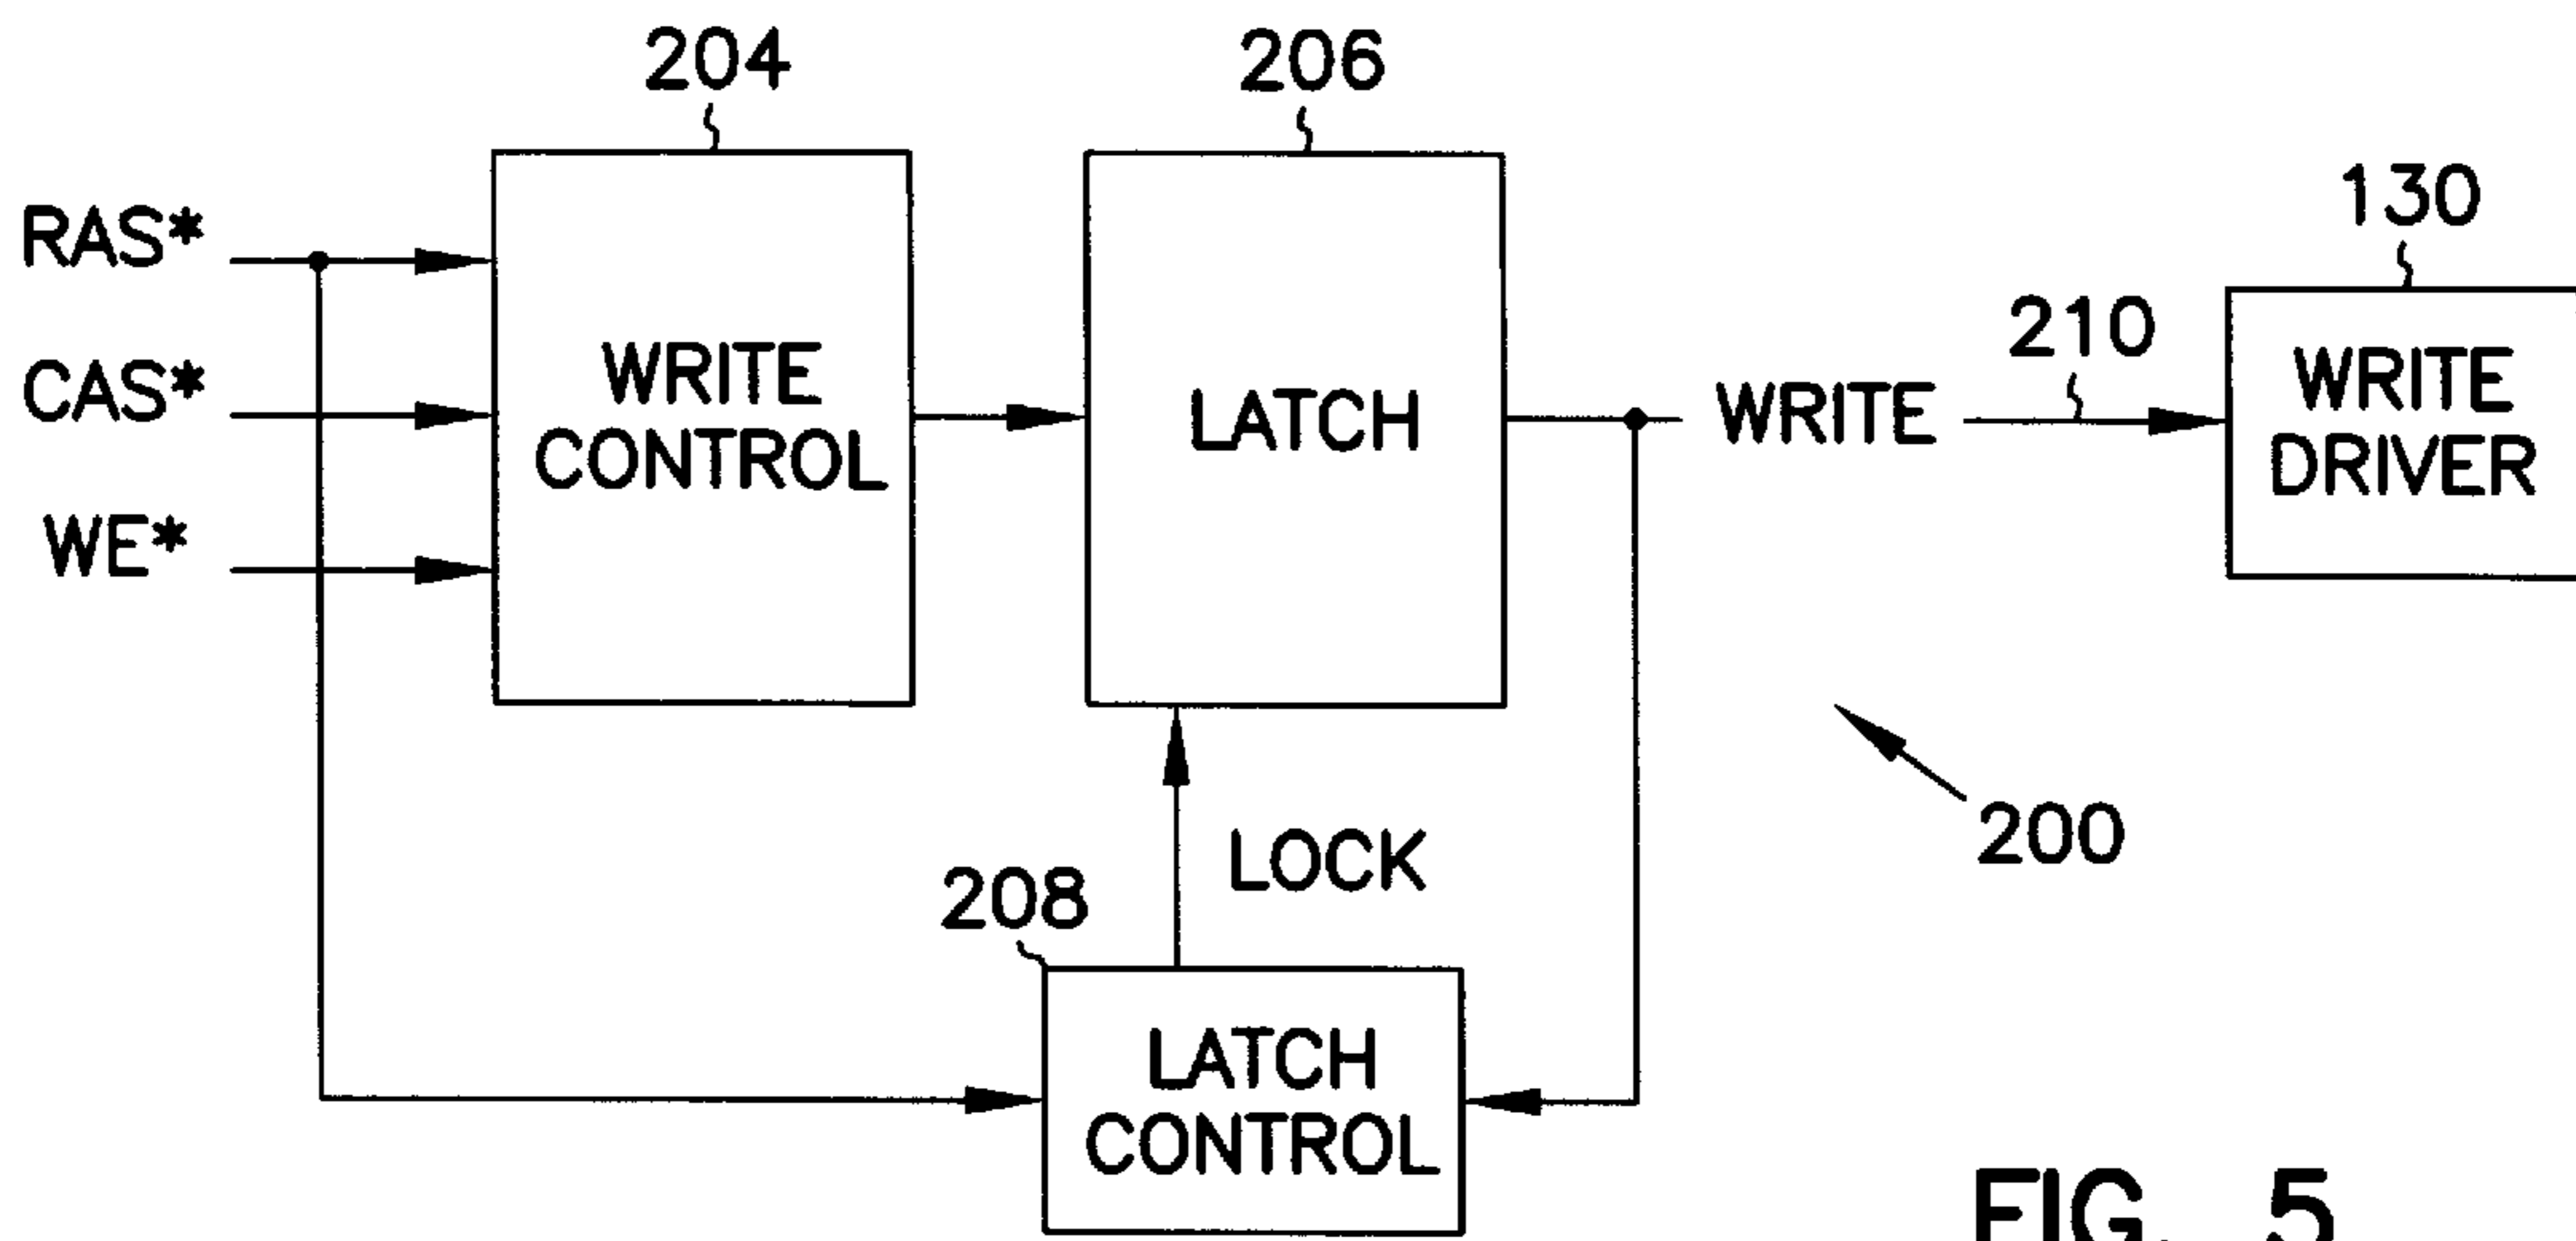 204
206
130
RAS*
CAS*
WE*
WRITE
CONTROL
LATCH
WRITE
210
WRITE
DRIVER
LOCK
200
208
LATCH
CONTROL
FIG. 5